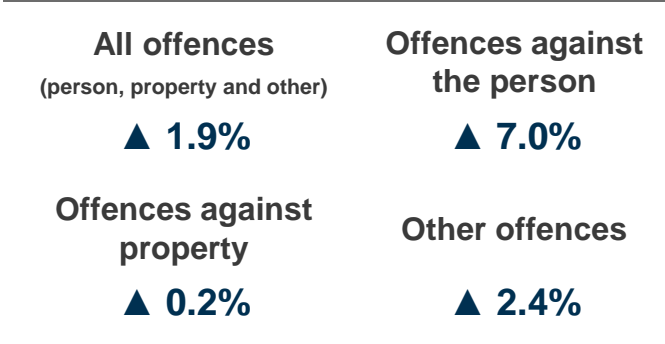 All offences
(person, property and other)
▲ 1.9%
Offences against
the person
▲ 7.0%
Offences against
property
▲ 0.2%
Other offences
▲ 2.4%